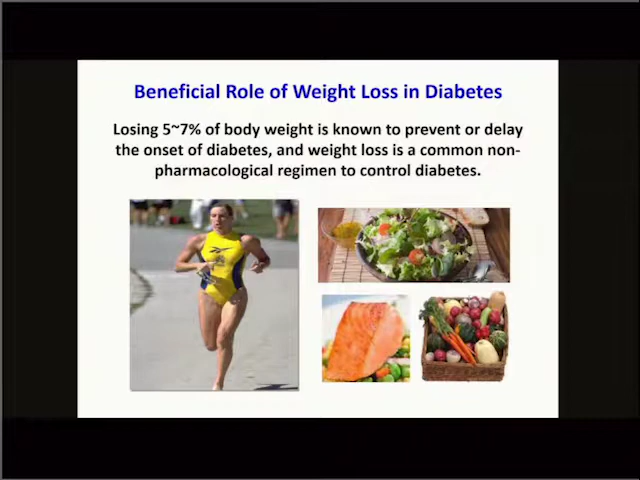 Beneficial Role of Weight Loss in Diabetes
Losing 5~7% of body weight is known to prevent or delay
the onset of diabetes, and weight loss is a common non-
pharmacological regimen to control diabetes.